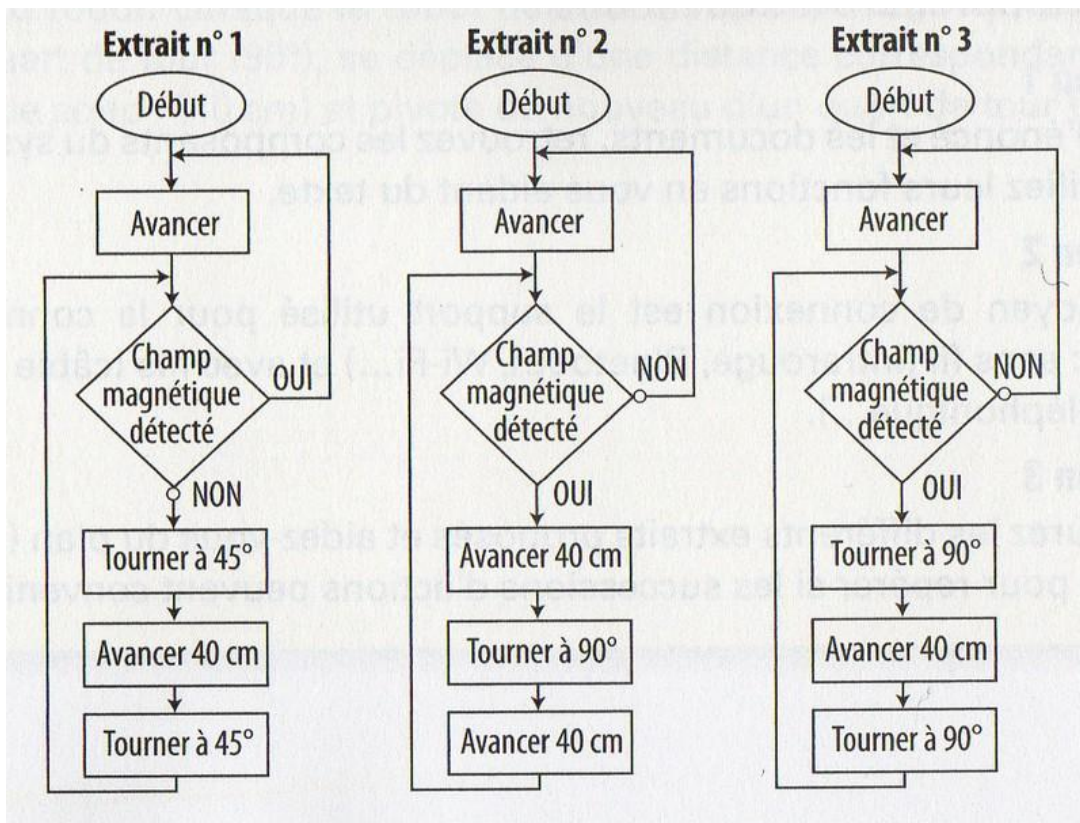 Extrait n° 1
Début
Avancer
Champ
magnétique
détecté
OUI
NON
Tourner à 45°
Avancer 40 cm
Tourner à 45°
Extrait n° 2
Début
Avancer
Champ
magnétique
détecté
NON
OUI
Avancer 40 cm
Tourner à 90°
Avancer 40 cm
Extrait n° 3
Début
Avancer
Champ
magnétique
détecté
NON
OUI
Tourner à 90°
Avancer 40 cm
Tourner à 90°